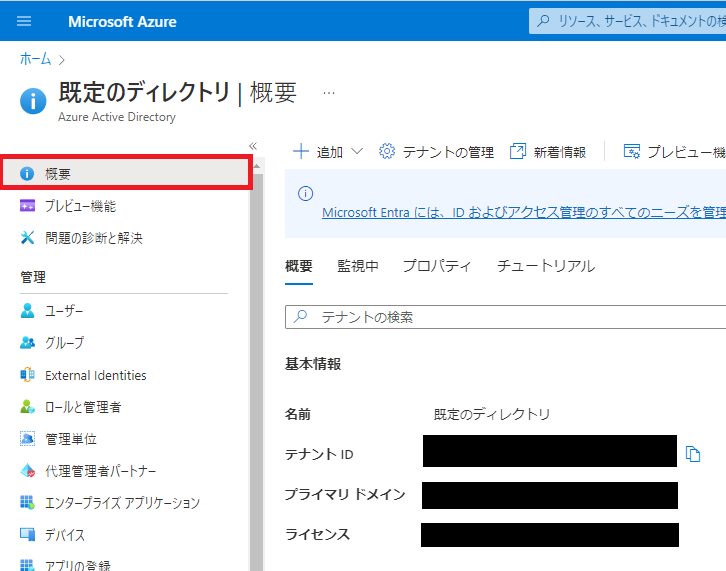 Microsoft Azure
リソース、サービス、ドキュメントの検
ホーム
既定のディレクトリ | 概要 ...
Azure Active Directory
概要
プレビュー機能
問題の診断と解決
管理
ユーザー
グループ
External Identities
ロールと管理者
管理単位
代理管理者パートナー
エンタープライズ アプリケーション
デバイス
アプリの登録
追加
テナントの管理
新着情報
プレビュー機
Microsoft Entra には、ID およびアクセス管理のすべてのニーズを管理
概要
監視中
プロパティ
チュートリアル
テナントの検索
基本情報
名前 既定のディレクトリ
テナント ID
プライマリ ドメイン
ライセンス